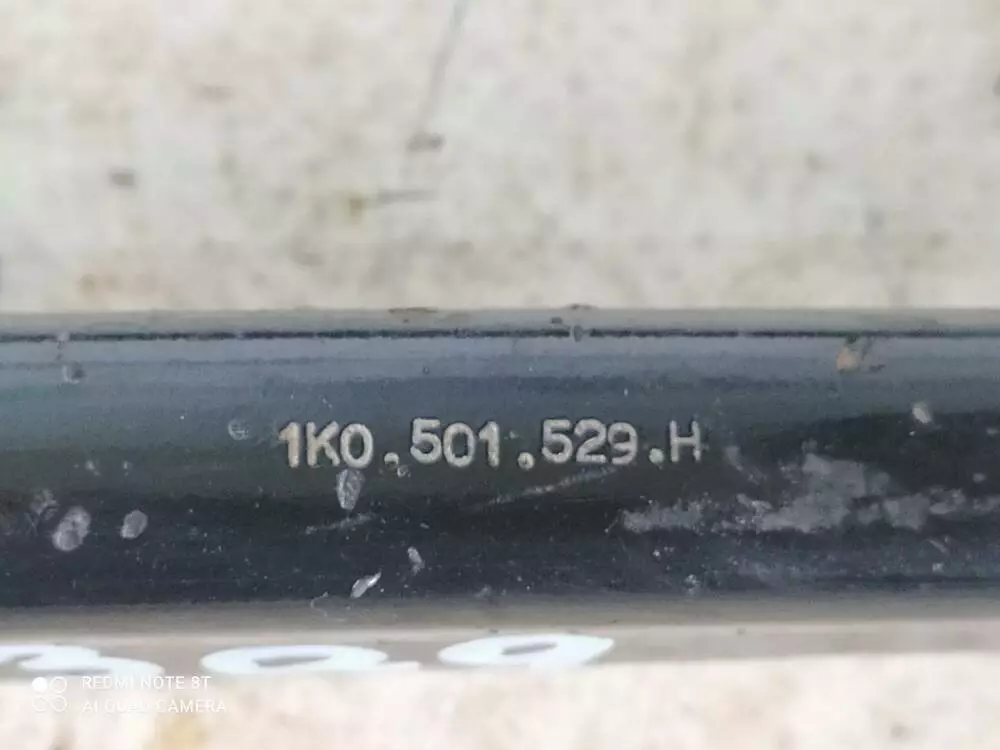 1K0.501.529.H
REDMI NOTE 8T
AI QUAD CAMERA